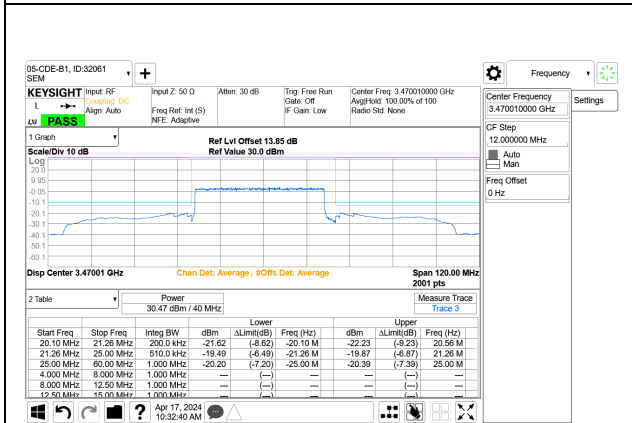 05-CDE-B1, ID:32061
SEM
Frequency
KEYSIGHT Input: RF Input Z: 50 Ω Atten: 30 dB Trig: Free Run Center Freq: 3.470010000 GHz
Coupling: DC Gate: Off Avg|Hold: 100.00% of 100
L Align: Auto Freq Ref: Int (S) IF Gain: Low Radio Std: None
LXI PASS NFE: Adaptive
Center Frequency
3.470010000 GHz
Settings
CF Step
12.000000 MHz
Auto
Man
Freq Offset
0 Hz
1 Graph
Ref Lvl Offset 13.85 dB
Scale/Div 10 dB Ref Value 30.0 dBm
Log
20.0
9.95
-0.05
-10.1
-20.1
-30.1
-40.1
-50.1
-60.1
Disp Center 3.47001 GHz Chan Det: Average , #Offs Det: Average Span 120.00 MHz
2001 pts
2 Table Power Measure Trace
30.47 dBm / 40 MHz Trace 3
Lower Upper
Start Freq Stop Freq Integ BW dBm ΔLimit(dB) Freq (Hz) dBm ΔLimit(dB) Freq (Hz)
20.10 MHz 21.26 MHz 200.0 kHz -21.62 (-8.62) -20.10 M -22.23 (-9.23) 20.56 M
21.26 MHz 25.00 MHz 510.0 kHz -19.49 (-6.49) -21.26 M -19.87 (-6.87) 21.26 M
25.00 MHz 60.00 MHz 1.000 MHz -20.20 (-7.20) -25.00 M -20.39 (-7.39) 25.00 M
4.000 MHz 8.000 MHz 1.000 MHz --- (---) --- --- (---) ---
8.000 MHz 12.50 MHz 1.000 MHz --- (---) --- --- (---) ---
12.50 MHz 15.00 MHz 1.000 MHz --- (---) --- --- (---) ---
Apr 17, 2024
10:32:40 AM